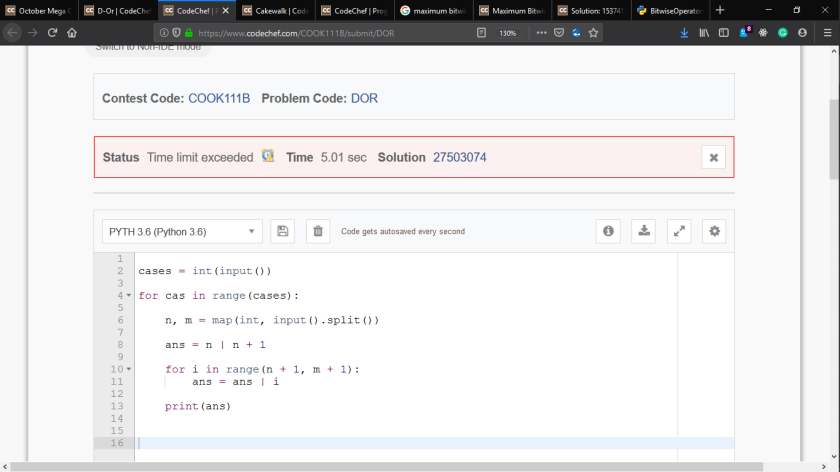 October Mega C
D-Or | CodeChef
CodeChef | P
Cakewalk | Code
CodeChef | Prog
maximum bitwi
Maximum Bitwi
Solution: 15374
BitwiseOperator
https://www.codechef.com/COOK111B/submit/DOR
130%
8
Switch to Non-IDE mode
Contest Code: COOK111B Problem Code: DOR
Status Time limit exceeded Time 5.01 sec Solution 27503074
PYTH 3.6 (Python 3.6)
Code gets autosaved every second
1
2 cases = int(input())
3
4 for cas in range(cases):
5
6 n, m = map(int, input().split())
7
8 ans = n | n + 1
9
10 for i in range(n + 1, m + 1):
11 ans = ans | i
12
13 print(ans)
14
15
16